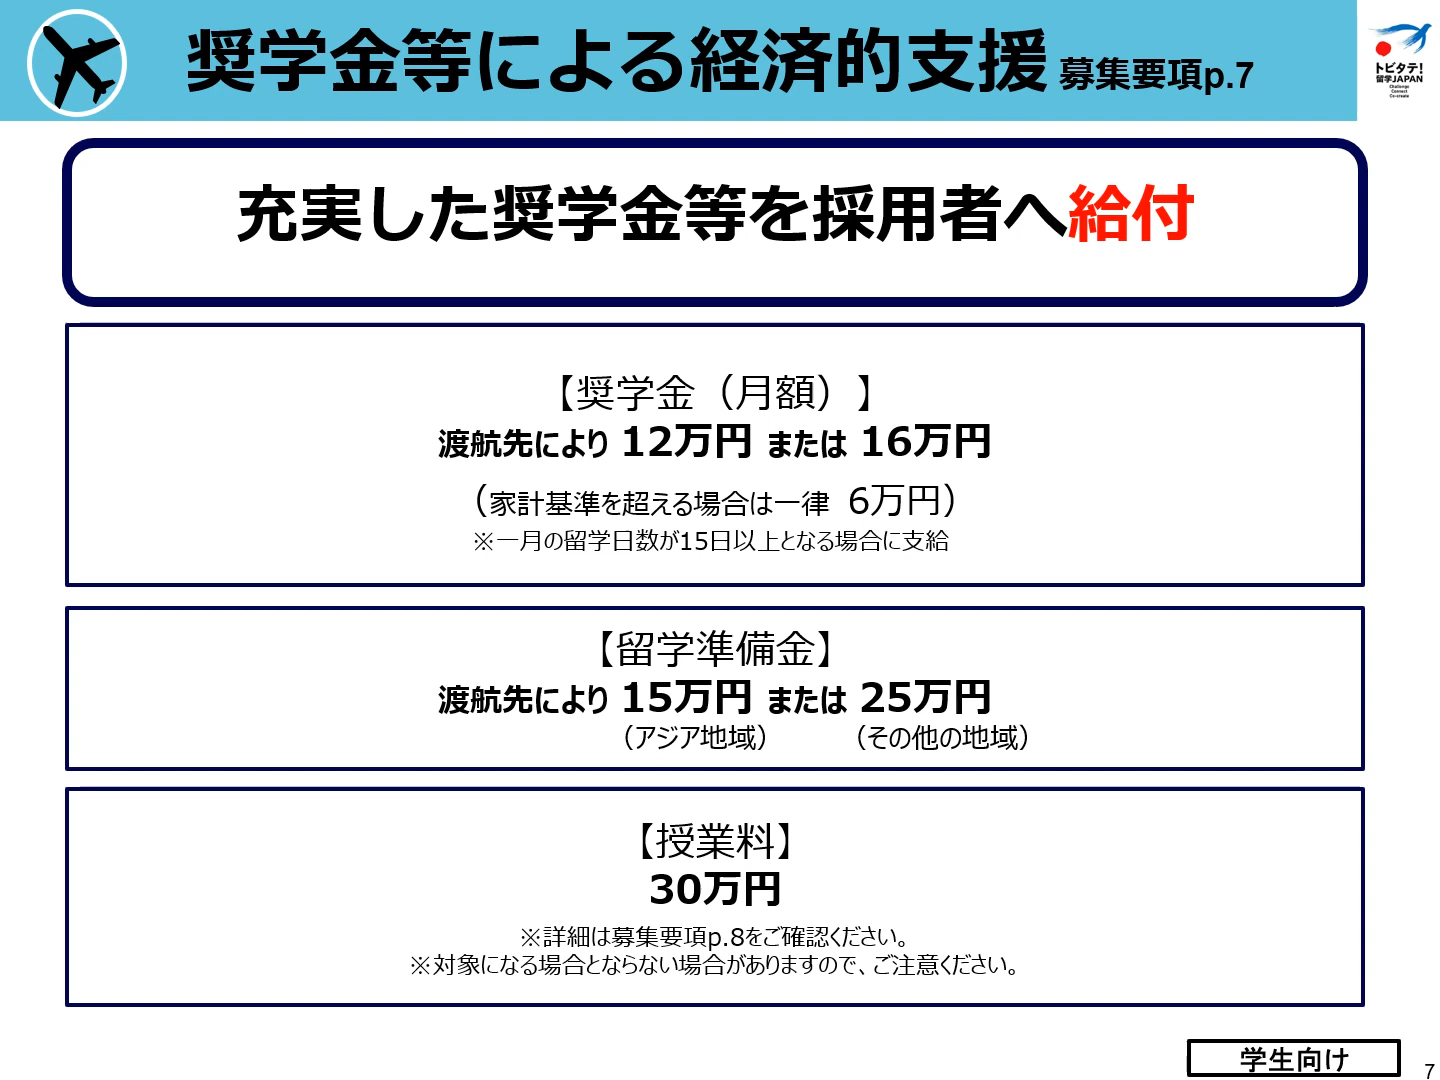 奨学金等による経済的支援 募集要項p.7
トビタテ!
留学JAPAN
Challenge
Connect
Co-create
充実した奨学金等を採用者へ給付
【奨学金（月額）】
渡航先により 12万円 または 16万円
（家計基準を超える場合は一律 6万円）
※一月の留学日数が15日以上となる場合に支給
【留学準備金】
渡航先により 15万円 または 25万円
（アジア地域） （その他の地域）
【授業料】
30万円
※詳細は募集要項p.8をご確認ください。
※対象になる場合とならない場合がありますので、ご注意ください。
学生向け
7